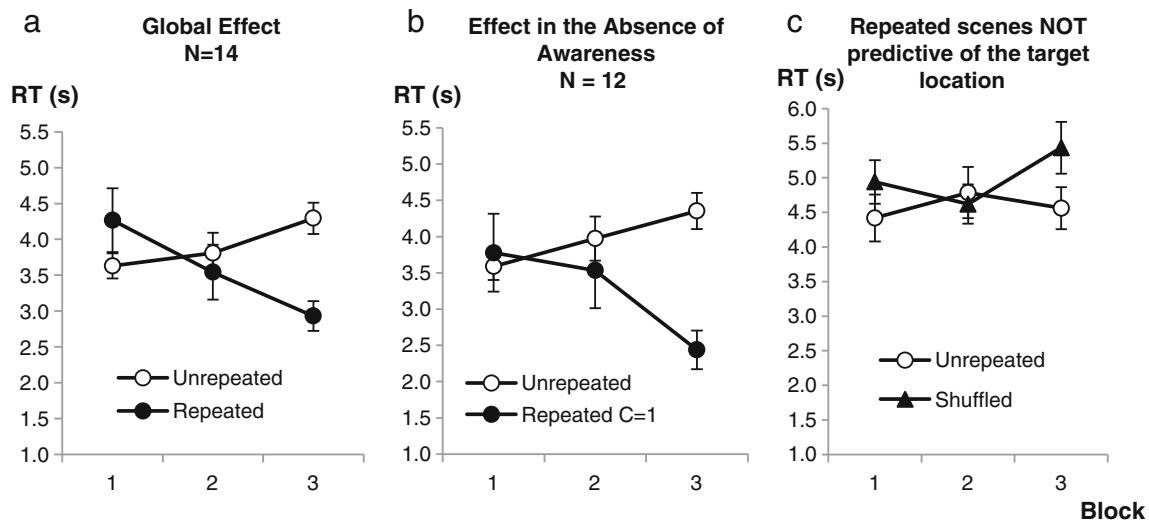 a
Global Effect
N=14
RT (s)
5.5
5.0
4.5
4.0
3.5
3.0
2.5
2.0
1.5
1.0
Unrepeated
Repeated
1 2 3
b
Effect in the Absence of
Awareness
N = 12
RT (s)
5.5
5.0
4.5
4.0
3.5
3.0
2.5
2.0
1.5
1.0
Unrepeated
Repeated C=1
1 2 3
c
Repeated scenes NOT
predictive of the target
location
RT (s)
6.0
5.5
5.0
4.5
4.0
3.5
3.0
2.5
2.0
1.5
1.0
Unrepeated
Shuffled
1 2 3
Block